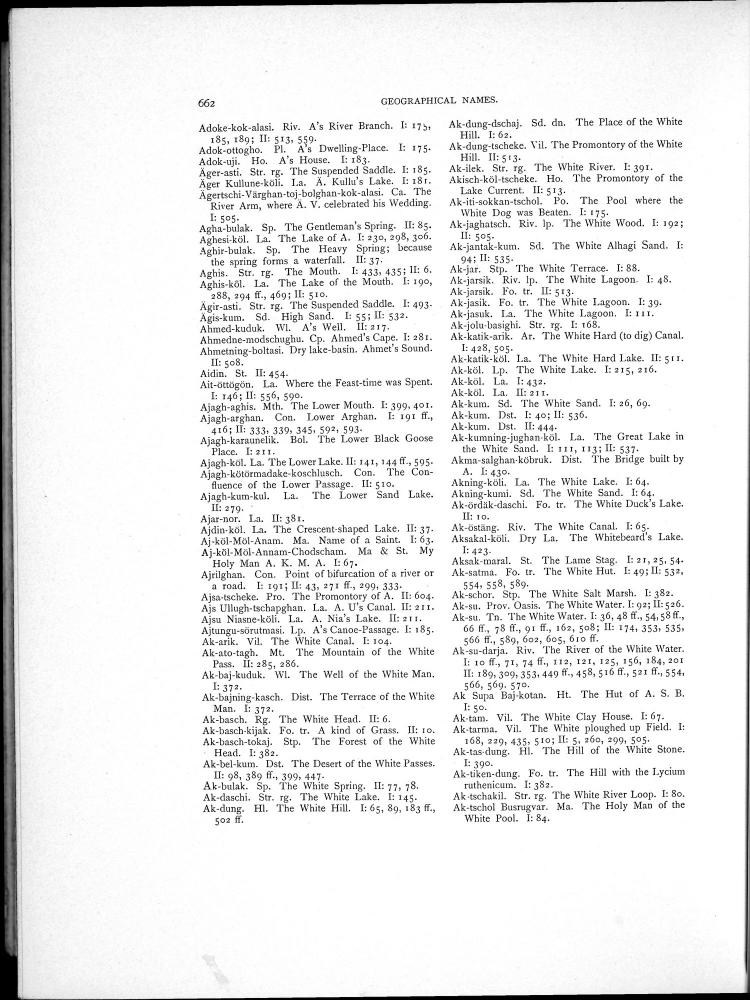 662
GEOGRAPHICAL NAMES.
Adoke-kok-alasi. Riv. A's River Branch. I: 175,
185, 189; II: 513, 559.
Adok-ottogho. Pl. A's Dwelling-Place. I: 175.
Adok-uji. Ho. A's House. I: 183.
Äger-asti. Str. rg. The Suspended Saddle. I: 185.
Äger Kullune-köli. La. Ä. Kullu's Lake. I: 181.
Ägertschi-Värghan-toj-bolghan-kok-alasi. Ca. The
River Arm, where Ä. V. celebrated his Wedding.
I: 505.
Agha-bulak. Sp. The Gentleman's Spring. II: 85.
Aghesi-köl. La. The Lake of A. I: 230, 298, 306.
Aghir-bulak. Sp. The Heavy Spring; because
the spring forms a waterfall. II: 37.
Aghis. Str. rg. The Mouth. I: 433, 435; II: 6.
Aghis-köl. La. The Lake of the Mouth. I: 190,
288, 294 ff., 469; II: 510.
Ägir-asti. Str. rg. The Suspended Saddle. I: 493.
Ägis-kum. Sd. High Sand. I: 55; II: 532.
Ahmed-kuduk. Wl. A's Well. II: 217.
Ahmedne-modschughu. Cp. Ahmed's Cape. I: 281.
Ahmetning-boltasi. Dry lake-basin. Ahmet's Sound.
II: 508.
Aidin. St. II: 454.
Ait-öttögön. La. Where the Feast-time was Spent.
I: 146; II: 556, 590.
Ajagh-aghis. Mth. The Lower Mouth. I: 399, 401.
Ajagh-arghan. Con. Lower Arghan. I: 191 ff.,
416; II: 333, 339, 345, 592, 593.
Ajagh-karaunelik. Bol. The Lower Black Goose
Place. I: 211.
Ajagh-köl. La. The Lower Lake. II: 141, 144 ff., 595.
Ajagh-kötörmadake-koschlusch. Con. The Con-
fluence of the Lower Passage. II: 510.
Ajagh-kum-kul. La. The Lower Sand Lake.
II: 279.
Ajar-nor. La. II: 381.
Ajdin-köl. La. The Crescent-shaped Lake. II: 37.
Aj-köl-Möl-Anam. Ma. Name of a Saint. I: 63.
Aj-köl-Möl-Annam-Chodscham. Ma & St. My
Holy Man A. K. M. A. I: 67.
Ajrilghan. Con. Point of bifurcation of a river or
a road. I: 191; II: 43, 271 ff., 299, 333.
Ajsa-tscheke. Pro. The Promontory of A. II: 604.
Ajs Ullugh-tschapghan. La. A. U's Canal. II: 211.
Ajsu Niasne-köli. La. A. Nia's Lake. II: 211.
Ajtungu-sörutmasi. Lp. A's Canoe-Passage. I: 185.
Ak-arik. Vil. The White Canal. I: 104.
Ak-ato-tagh. Mt. The Mountain of the White
Pass. II: 285, 286.
Ak-baj-kuduk. Wl. The Well of the White Man.
I: 372.
Ak-bajning-kasch. Dist. The Terrace of the White
Man. I: 372.
Ak-basch. Rg. The White Head. II: 6.
Ak-basch-kijak. Fo. tr. A kind of Grass. II: 10.
Ak-basch-tokaj. Stp. The Forest of the White
Head. I: 382.
Ak-bel-kum. Dst. The Desert of the White Passes.
II: 98, 389 ff., 399, 447.
Ak-bulak. Sp. The White Spring. II: 77, 78.
Ak-daschi. Str. rg. The White Lake. I: 145.
Ak-dung. Hl. The White Hill. I: 65, 89, 183 ff.,
502 ff.
Ak-dung-dschaj. Sd. dn. The Place of the White
Hill. I: 62.
Ak-dung-tscheke. Vil. The Promontory of the White
Hill. II: 513.
Ak-ilek. Str. rg. The White River. I: 391.
Akisch-köl-tscheke. Ho. The Promontory of the
Lake Current. II: 513.
Ak-iti-sokkan-tschol. Po. The Pool where the
White Dog was Beaten. I: 175.
Ak-jaghatsch. Riv. lp. The White Wood. I: 192;
II: 505.
Ak-jantak-kum. Sd. The White Alhagi Sand. I:
94; II: 535.
Ak-jar. Stp. The White Terrace. I: 88.
Ak-jarsik. Riv. lp. The White Lagoon. I: 48.
Ak-jarsik. Fo. tr. II: 513.
Ak-jasik. Fo. tr. The White Lagoon. I: 39.
Ak-jasuk. La. The White Lagoon. I: 111.
Ak-jolu-basighi. Str. rg. I: 168.
Ak-katik-arik. Ar. The White Hard (to dig) Canal.
I: 428, 505.
Ak-katik-köl. La. The White Hard Lake. II: 511.
Ak-köl. Lp. The White Lake. I: 215, 216.
Ak-köl. La. I: 432.
Ak-köl. La. II: 211.
Ak-kum. Sd. The White Sand. I: 26, 69.
Ak-kum. Dst. I: 40; II: 536.
Ak-kum. Dst. II: 444.
Ak-kumning-jughan-köl. La. The Great Lake in
the White Sand. I: 111, 113; II: 537.
Akma-salghan-köbruk. Dist. The Bridge built by
A. I: 430.
Akning-köli. La. The White Lake. I: 64.
Akning-kumi. Sd. The White Sand. I: 64.
Ak-ördäk-daschi. Fo. tr. The White Duck's Lake.
II: 10.
Ak-östäng. Riv. The White Canal. I: 65.
Aksakal-köli. Dry La. The Whitebeard's Lake.
I: 423.
Aksak-maral. St. The Lame Stag. I: 21, 25, 54.
Ak-satma. Fo. tr. The White Hut. I: 49; II: 532,
554, 558, 589.
Ak-schor. Stp. The White Salt Marsh. I: 382.
Ak-su. Prov. Oasis. The White Water. I: 92; II: 526.
Ak-su. Tn. The White Water. I: 36, 48 ff., 54, 58 ff.,
66 ff., 78 ff., 91 ff., 162, 508; II: 174, 353, 535,
566 ff., 589, 602, 605, 610 ff.
Ak-su-darja. Riv. The River of the White Water.
I: 10 ff., 71, 74 ff., 112, 121, 125, 156, 184, 201
II: 189, 309, 353, 449 ff., 458, 516 ff., 521 ff., 554,
566, 569, 570.
Ak Supa Baj-kotan. Ht. The Hut of A. S. B.
I: 50.
Ak-tam. Vil. The White Clay House. I: 67.
Ak-tarma. Vil. The White ploughed up Field. I:
168, 229, 435, 510; II: 5, 260, 299, 505.
Ak-tas-dung. Hl. The Hill of the White Stone.
I: 390.
Ak-tiken-dung. Fo. tr. The Hill with the Lycium
ruthenicum. I: 382.
Ak-tschakil. Str. rg. The White River Loop. I: 80.
Ak-tschol Busrugvar. Ma. The Holy Man of the
White Pool. I: 84.